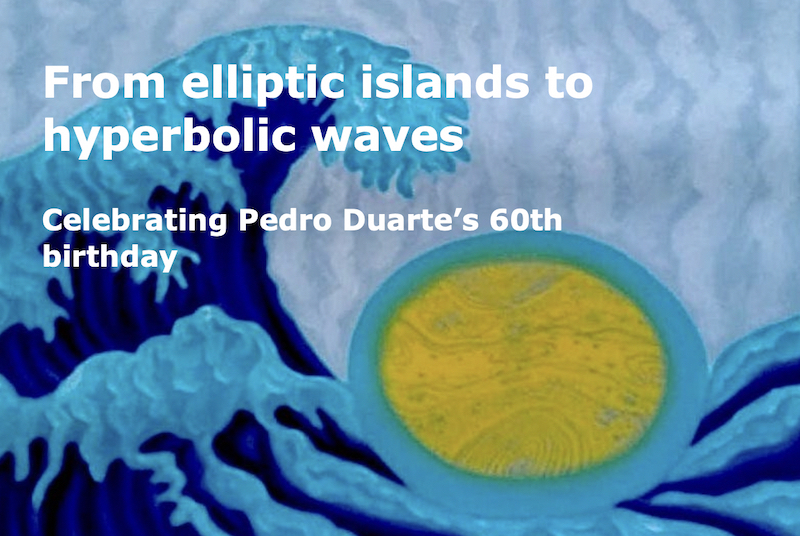 From elliptic islands to
hyperbolic waves
Celebrating Pedro Duarte’s 60th
birthday